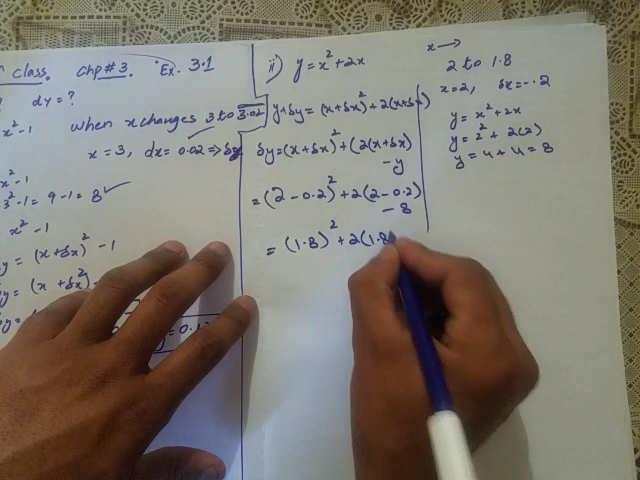 class. Chp # 3. Ex. 3.1
dy = ?
x²-1
when x changes 3 to 3.02
x = 3, dx = 0.02 => δy
x²-1
3²-1 = 9-1 = 8 ✓
x²-1
y = (x+δx)² - 1
y = (x+δx)²
ii) y = x² + 2x
y+δy = (x+δx)² + 2(x+δx)
δy = (x+δx)² + (2(x+δx)
- y
= (2 - 0.2)² + 2(2 - 0.2)
- 8
= (1.8)² + 2(1.8
x →
2 to 1.8
x = 2, δx = -.2
y = x² + 2x
y = 2² + 2(2)
y = 4 + 4 = 8